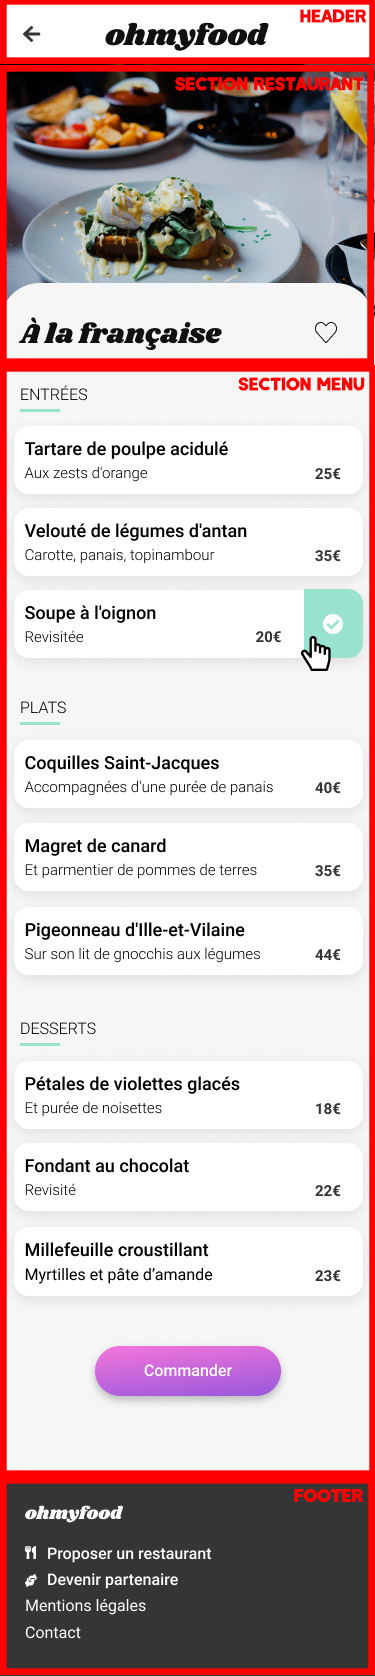 HEADER
ohmyfood
SECTION RESTAURANT
À la française
SECTION MENU
ENTRÉES
Tartare de poulpe acidulé
Aux zests d'orange 25€
Velouté de légumes d'antan
Carotte, panais, topinambour 35€
Soupe à l'oignon
Revisitée 20€
PLATS
Coquilles Saint-Jacques
Accompagnées d'une purée de panais 40€
Magret de canard
Et parmentier de pommes de terres 35€
Pigeonneau d'Ille-et-Vilaine
Sur son lit de gnocchis aux légumes 44€
DESSERTS
Pétales de violettes glacés
Et purée de noisettes 18€
Fondant au chocolat
Revisité 22€
Millefeuille croustillant
Myrtilles et pâte d’amande 23€
Commander
FOOTER
ohmyfood
Proposer un restaurant
Devenir partenaire
Mentions légales
Contact